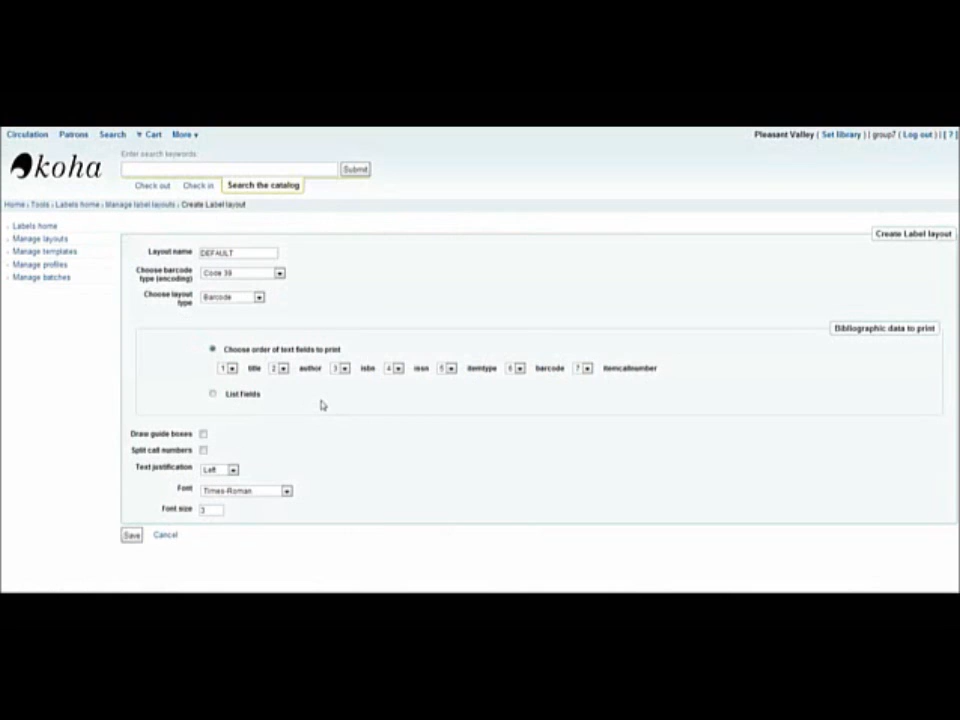 Circulation Patrons Search Cart More
Pleasant Valley ( Set library ) | group7 ( Log out ) | [ ? ]
koha
Enter search keywords:
Submit
Check out Check in Search the catalog
Home › Tools › Labels home › Manage label layouts › Create Label layout
Labels home
Manage layouts
Manage templates
Manage profiles
Manage batches
Create Label layout
Layout name DEFAULT
Choose barcode type (encoding) Code 39
Choose layout type Barcode
Bibliographic data to print
Choose order of text fields to print
1 title 2 author 3 isbn 4 issn 5 itemtype 6 barcode 7 itemcallnumber
List fields
Draw guide boxes
Split call numbers
Text justification Left
Font Times-Roman
Font size 3
Save Cancel